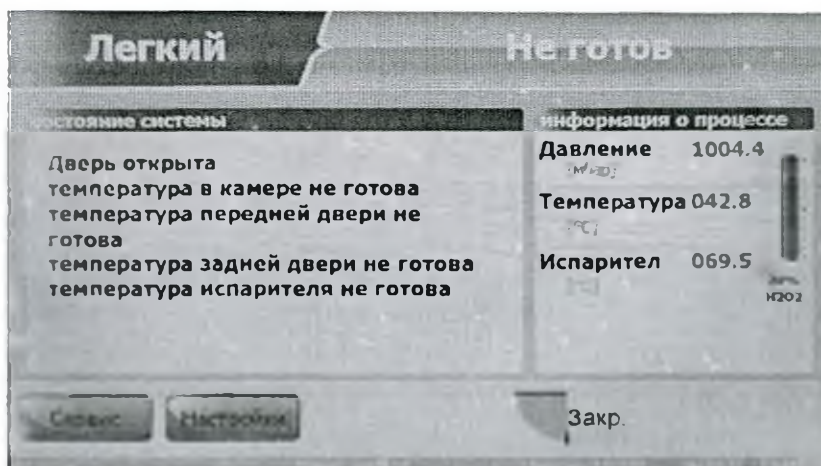 Легкий
Не готов
состояние системы
Дверь открыта
температура в камере не готова
температура передней двери не
готова
температура задней двери не готова
температура испарителя не готова
информация о процессе
Давление 1004.4
Температура 042.8
Испарител 069.5
H2O2
Сервис
Настройки
Закр.